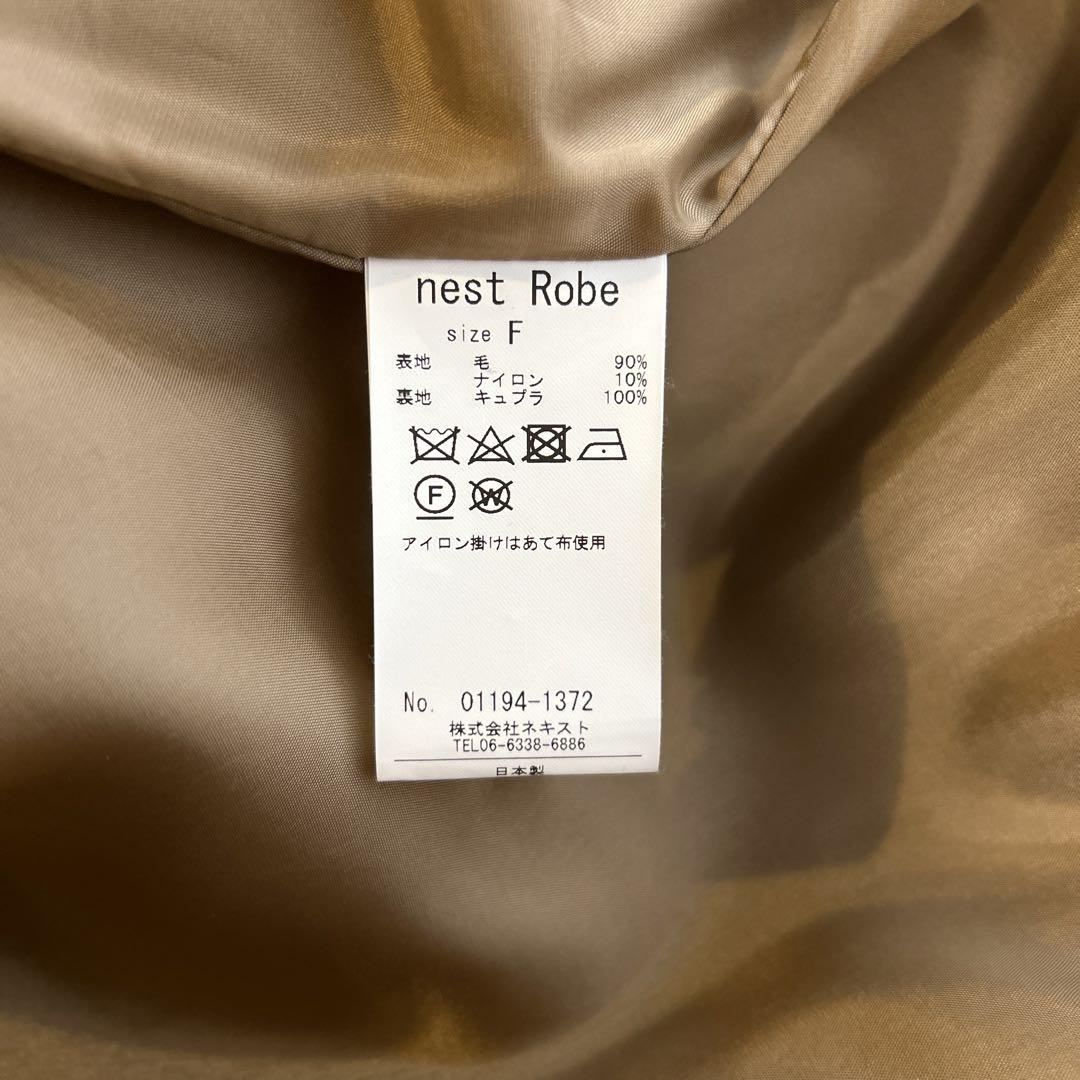 nest Robe
size F
表地 毛 90%
ナイロン 10%
裏地 キュプラ 100%
F W
アイロン掛けはあて布使用
No. 01194-1372
株式会社ネキスト
TEL06-6338-6886
日本製